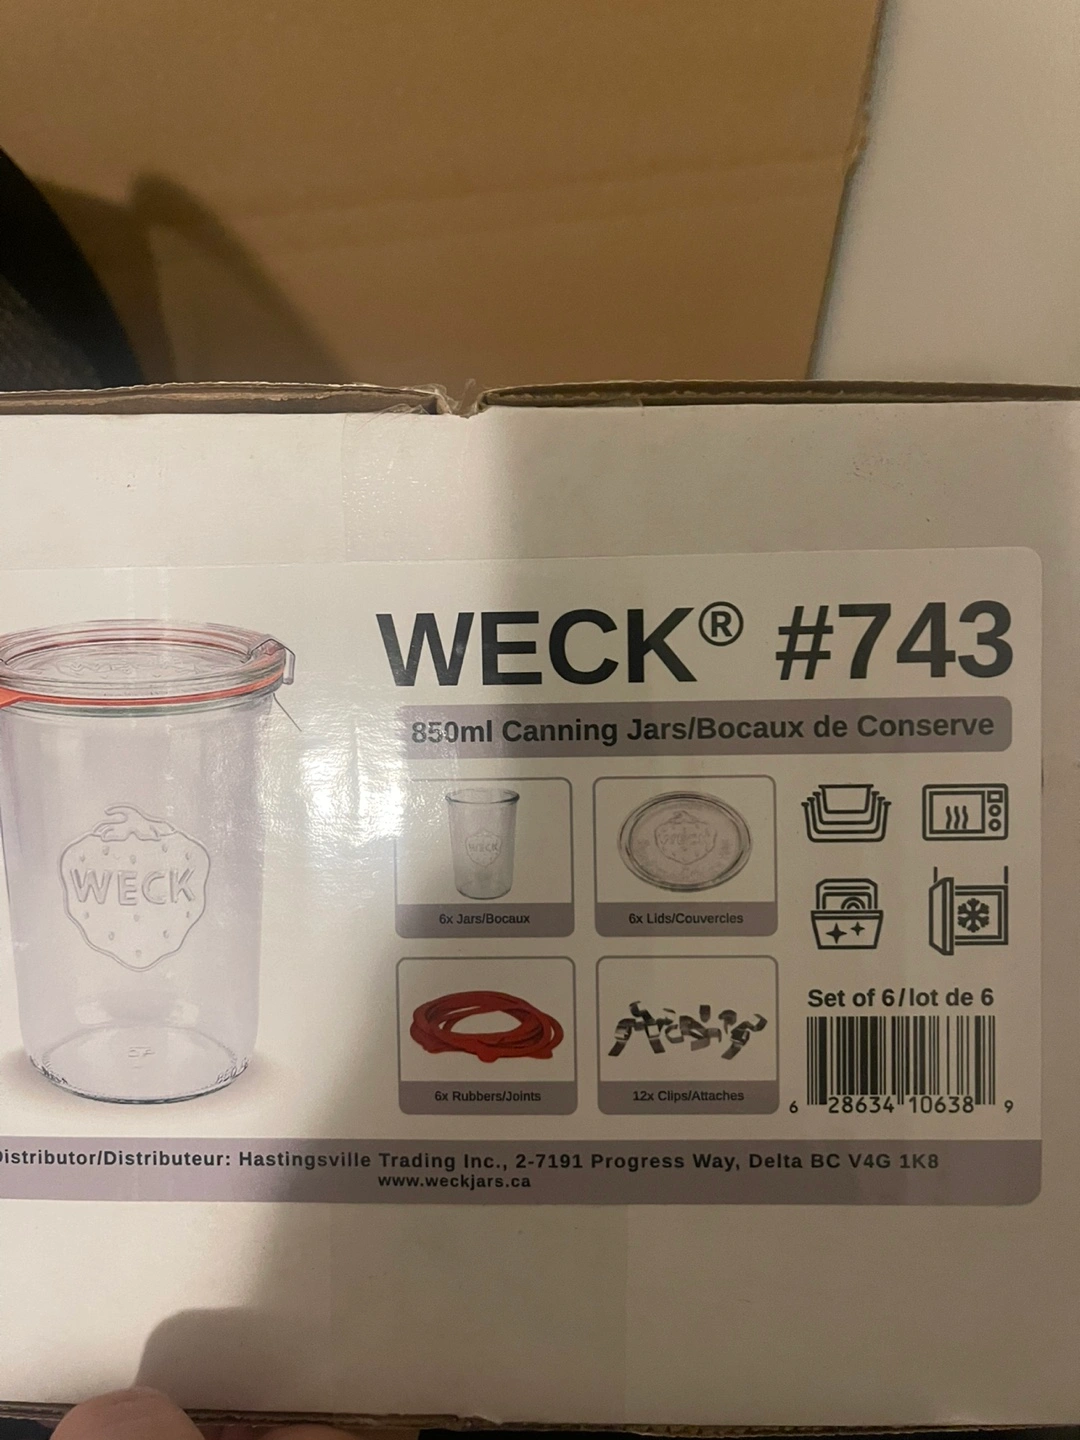 WECK® #743
850ml Canning Jars/Bocaux de Conserve
WECK
WECK
6x Jars/Bocaux
6x Lids/Couvercles
6x Rubbers/Joints
12x Clips/Attaches
Set of 6/lot de 6
6 28634 10638 9
Distributor/Distributeur: Hastingsville Trading Inc., 2-7191 Progress Way, Delta BC V4G 1K8
www.weckjars.ca